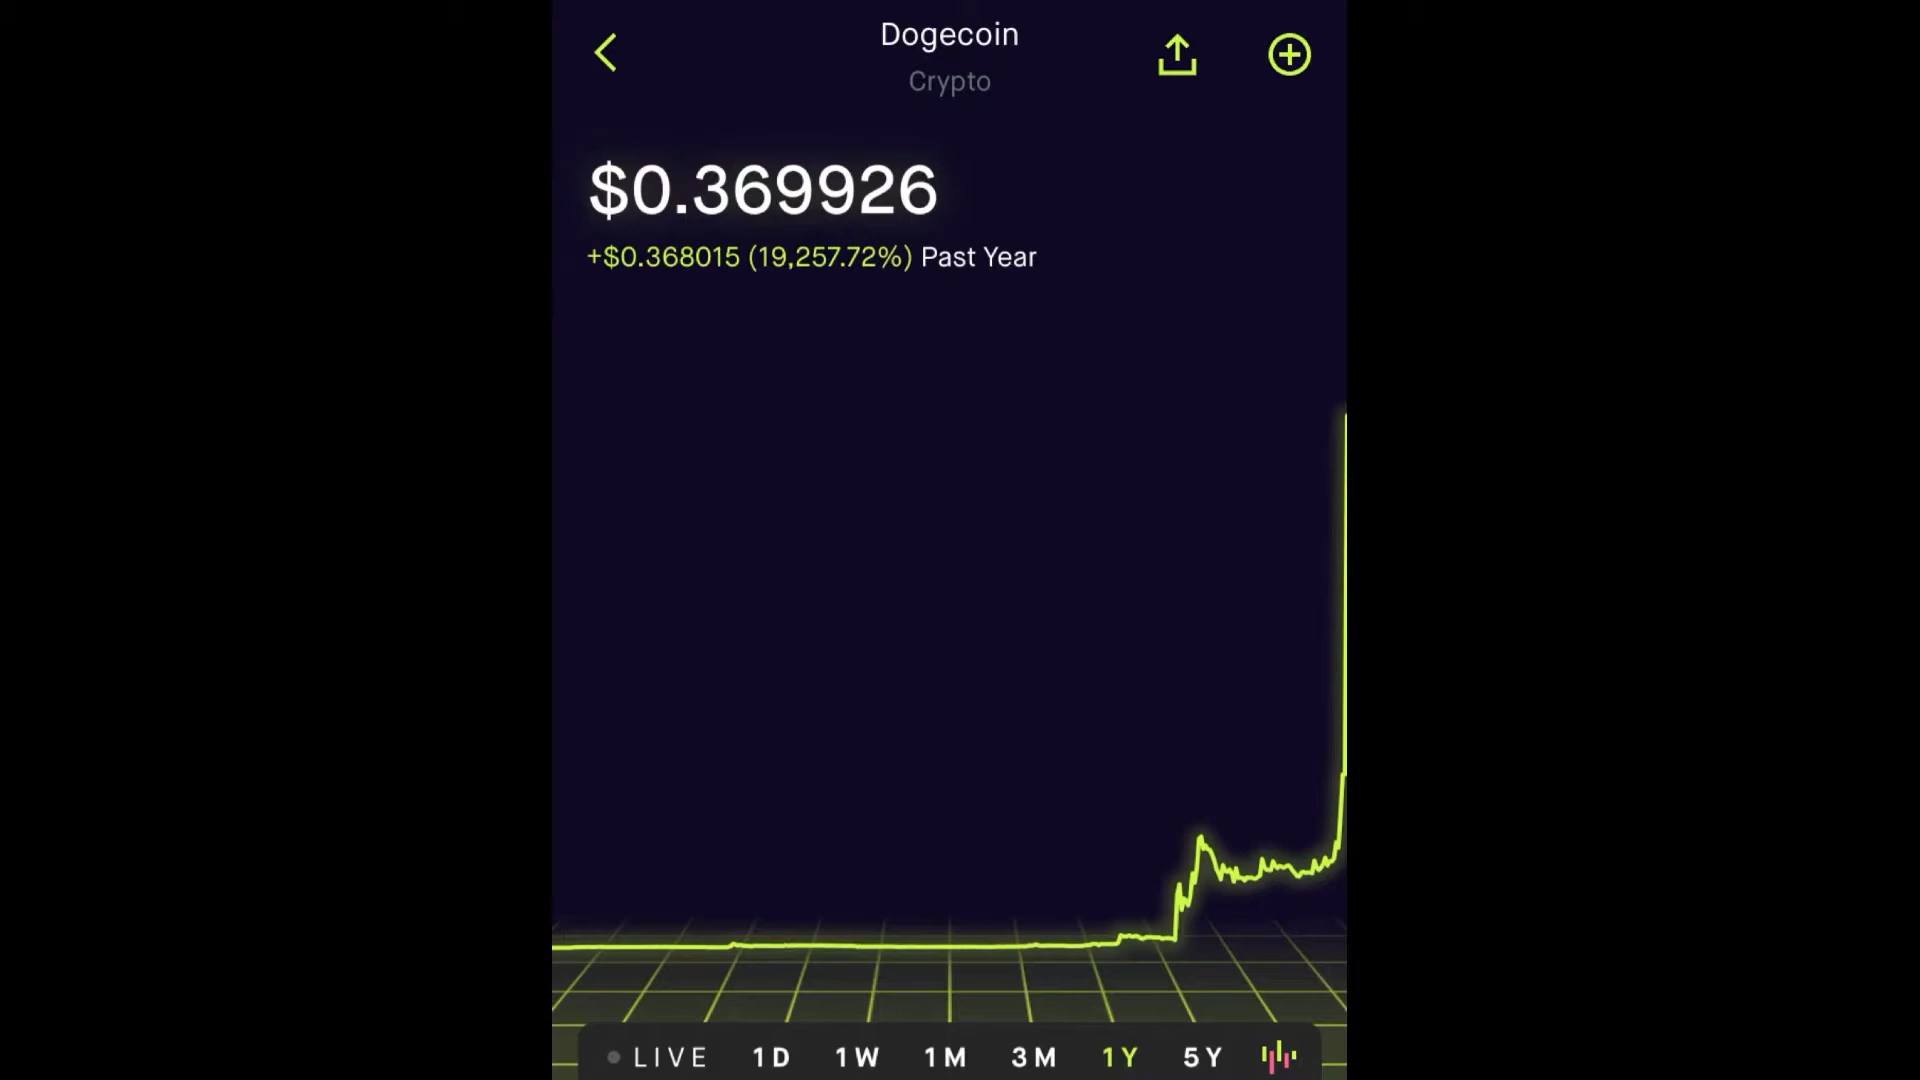 Dogecoin
Crypto
$0.369926
+$0.368015 (19,257.72%) Past Year
LIVE 1D 1W 1M 3M 1Y 5Y